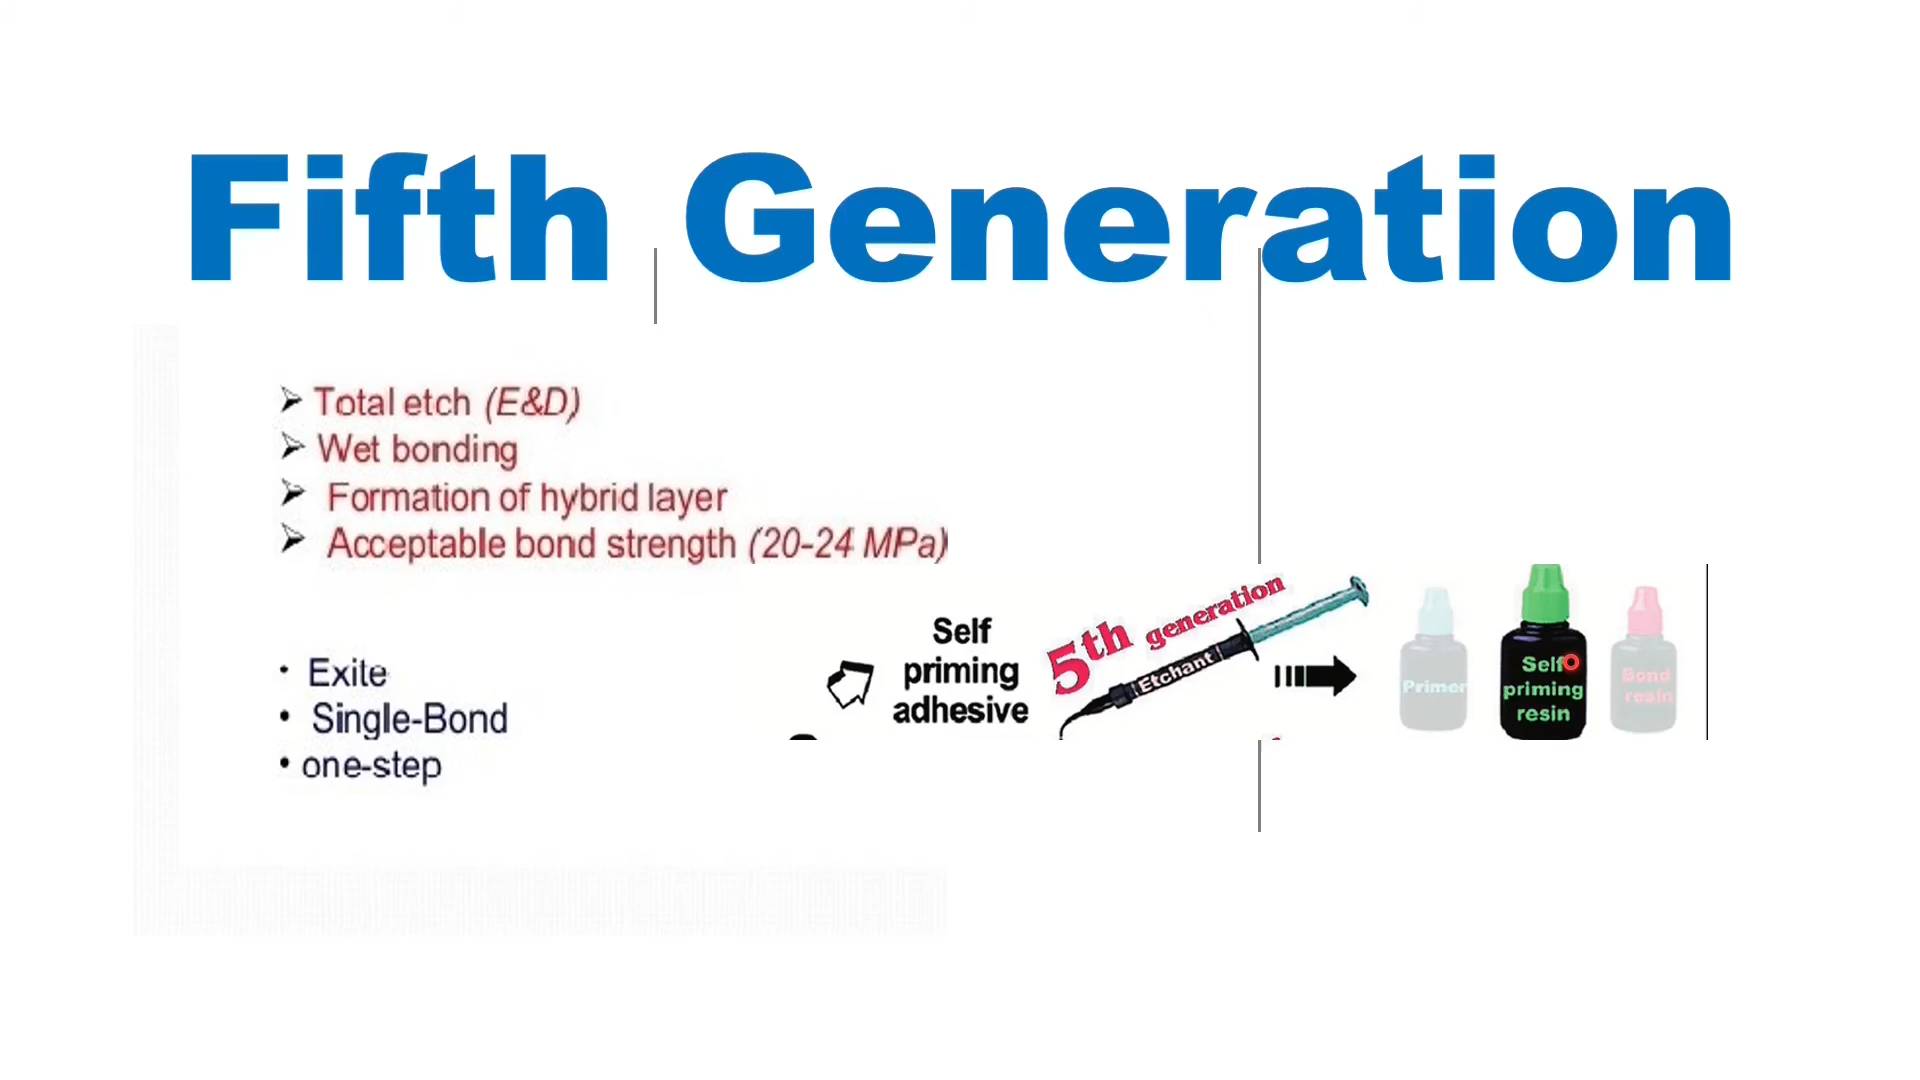 Fifth Generation
Total etch (E&D)
Wet bonding
Formation of hybrid layer
Acceptable bond strength (20-24 MPa)
Exite
Single-Bond
one-step
Self
priming
adhesive
5th generation
Etchant
Primer
Self
priming
resin
Bond
resin